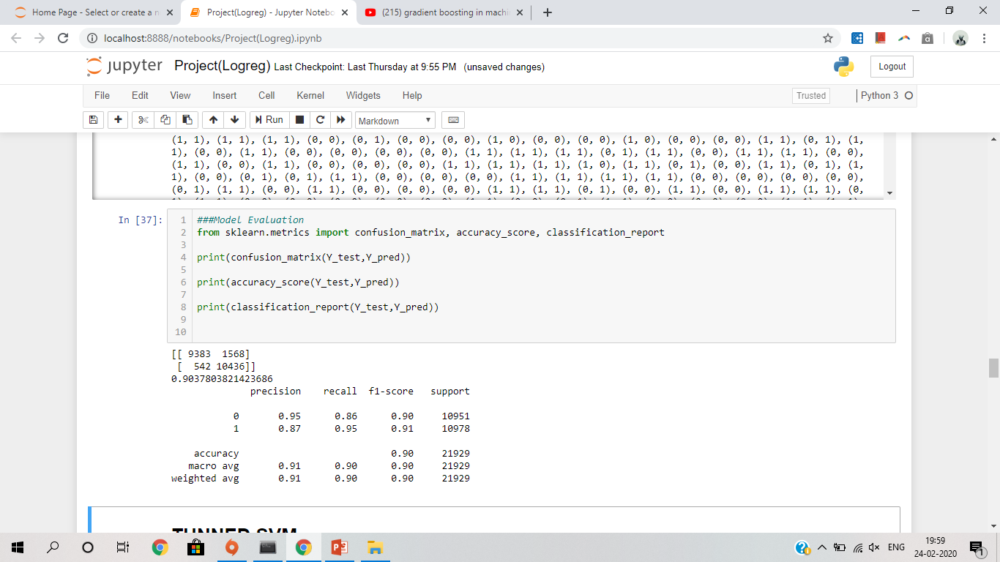 Home Page - Select or create a n
Project(Logreg) - Jupyter Notebo
(215) gradient boosting in machi
localhost:8888/notebooks/Project(Logreg).ipynb
jupyter Project(Logreg) Last Checkpoint: Last Thursday at 9:55 PM (unsaved changes)
Logout
File Edit View Insert Cell Kernel Widgets Help
Trusted
Python 3
Run
Markdown
(1, 1), (1, 1), (1, 1), (0, 0), (0, 1), (0, 0), (0, 0), (1, 0), (0, 0), (0, 0), (1, 0), (0, 0), (0, 0), (1, 1), (0, 1), (1,
1), (0, 0), (1, 1), (0, 0), (0, 0), (0, 0), (0, 0), (1, 1), (1, 1), (1, 1), (0, 1), (1, 1), (0, 0), (1, 1), (1, 1), (0, 0),
(1, 1), (0, 0), (1, 1), (0, 0), (0, 0), (0, 0), (1, 1), (1, 1), (1, 1), (1, 0), (1, 1), (0, 1), (0, 0), (1, 1), (0, 1), (1,
1), (0, 0), (0, 1), (0, 1), (1, 1), (0, 0), (0, 0), (0, 0), (1, 1), (1, 1), (1, 1), (1, 1), (0, 0), (0, 0), (0, 0), (0, 0),
(0, 1), (1, 1), (0, 0), (1, 1), (0, 0), (0, 0), (0, 0), (1, 1), (1, 1), (0, 1), (0, 0), (1, 1), (0, 0), (1, 1), (1, 1), (0,
In [37]:
1 ###Model Evaluation
2 from sklearn.metrics import confusion_matrix, accuracy_score, classification_report
3
4 print(confusion_matrix(Y_test,Y_pred))
5
6 print(accuracy_score(Y_test,Y_pred))
7
8 print(classification_report(Y_test,Y_pred))
9
10
[[ 9383 1568]
[ 542 10436]]
0.9037803821423686
precision recall f1-score support
0 0.95 0.86 0.90 10951
1 0.87 0.95 0.91 10978
accuracy 0.90 21929
macro avg 0.91 0.90 0.90 21929
weighted avg 0.91 0.90 0.90 21929
TUNNED SVM
ENG
19:59
24-02-2020
1